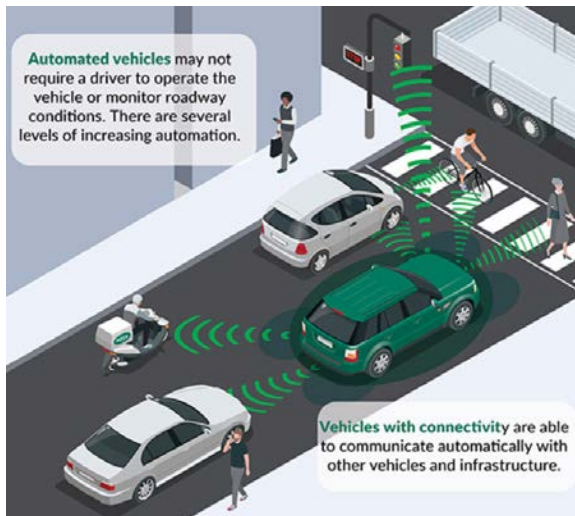 Automated vehicles may not
require a driver to operate the
vehicle or monitor roadway
conditions. There are several
levels of increasing automation.
STOP
Vehicles with connectivity are able
to communicate automatically with
other vehicles and infrastructure.